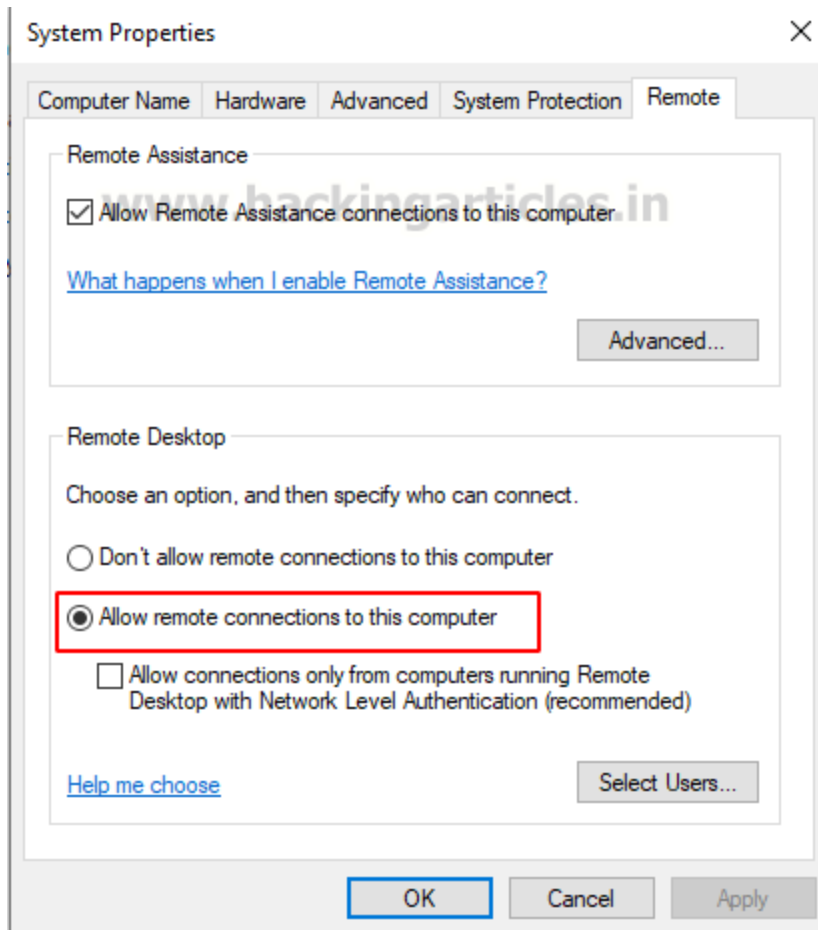 System Properties
Computer Name
Hardware
Advanced
System Protection
Remote
Remote Assistance
www.hackingarticles.in
Allow Remote Assistance connections to this computer
What happens when I enable Remote Assistance?
Advanced...
Remote Desktop
Choose an option, and then specify who can connect.
Don't allow remote connections to this computer
Allow remote connections to this computer
Allow connections only from computers running Remote
Desktop with Network Level Authentication (recommended)
Help me choose
Select Users...
OK
Cancel
Apply